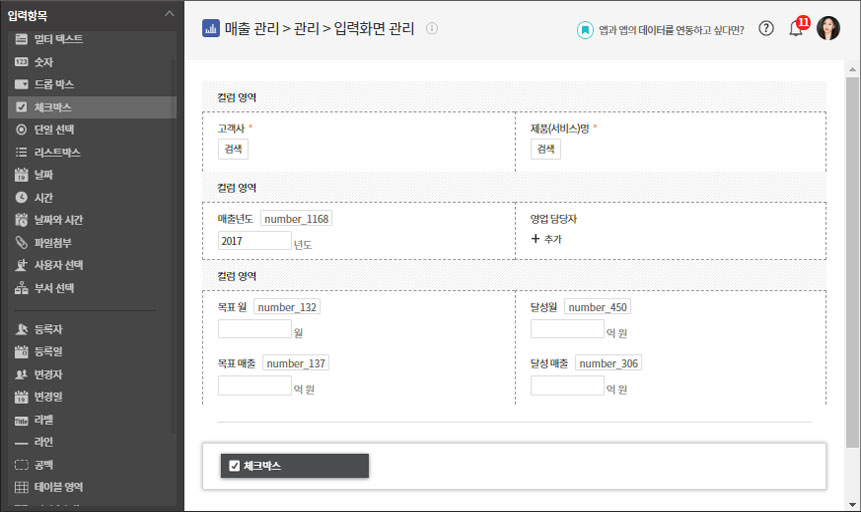 입력항목
멀티 텍스트
123 숫자
드롭 박스
체크박스
단일 선택
리스트박스
19 날짜
시간
날짜와 시간
파일첨부
사용자 선택
부서 선택
등록자
등록일
변경자
19 변경일
Title 라벨
라인
공백
테이블 영역
매출 관리 > 관리 > 입력화면 관리
앱과 앱의 데이터를 연동하고 싶다면?
11
컬럼 영역
고객사 *
검색
제품(서비스)명 *
검색
컬럼 영역
매출년도 number_1168
2017 년도
영업 담당자
+ 추가
컬럼 영역
목표 월 number_132
월
달성월 number_450
억 원
목표 매출 number_137
억 원
달성 매출 number_306
억 원
체크박스